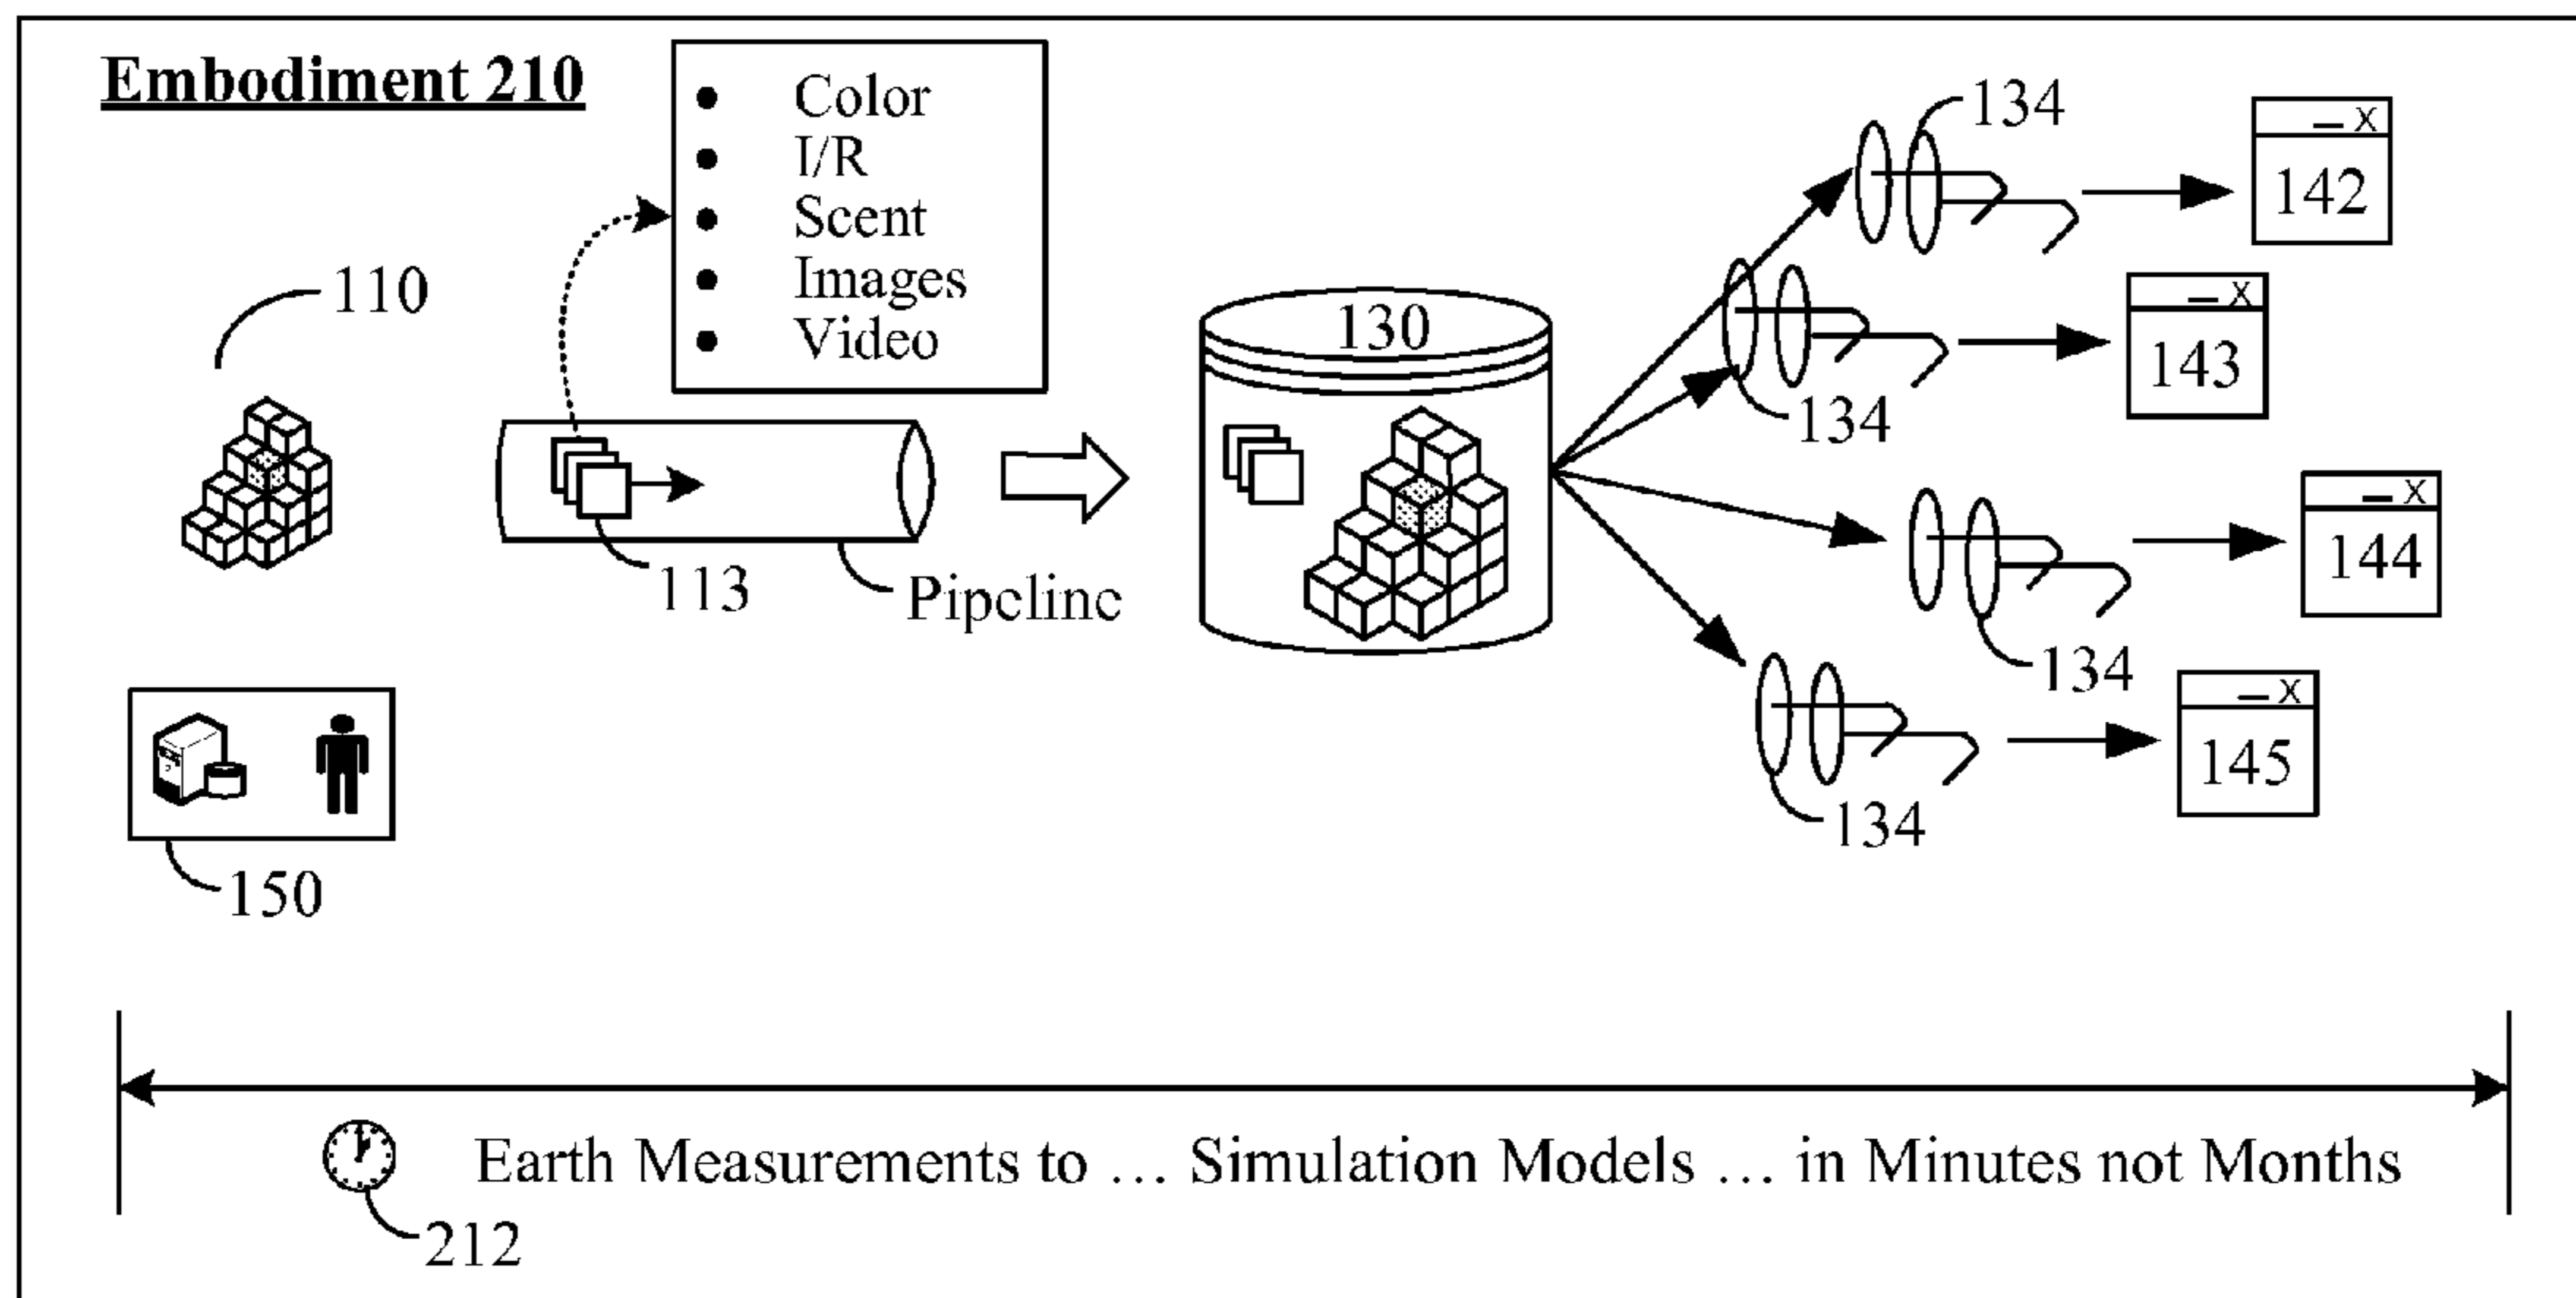 Embodiment 210
Color
I/R
Scent
Images
Video
110
113
Pipeline
130
134
_ X
142
134
_ X
143
134
_ X
144
134
_ X
145
150
Earth Measurements to ... Simulation Models ... in Minutes not Months
212